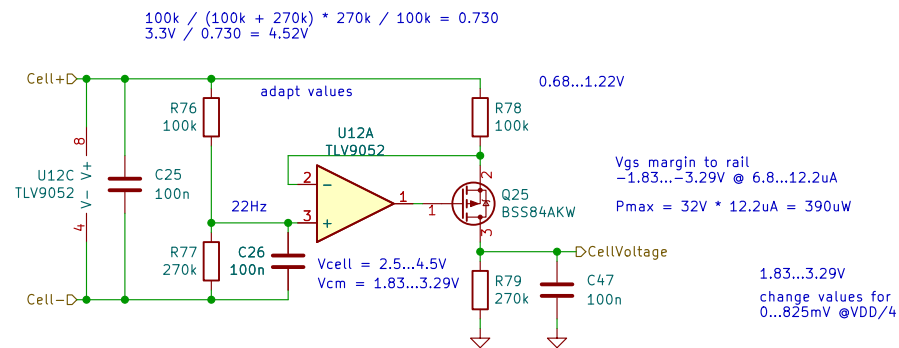 100k / (100k + 270k) * 270k / 100k = 0.730
3.3V / 0.730 = 4.52V
Cell+
adapt values
0.68...1.22V
R76
100k
R78
100k
U12A
TLV9052
8
V+
U12C
TLV9052
V-
4
C25
100n
2
−
1
3
+
1
2
3
Q25
BSS84AKW
Vgs margin to rail
−1.83...−3.29V @ 6.8...12.2uA
Pmax = 32V * 12.2uA = 390uW
22Hz
R77
270k
C26
100n
Vcell = 2.5...4.5V
Vcm = 1.83...3.29V
CellVoltage
R79
270k
C47
100n
1.83...3.29V
change values for
0...825mV @VDD/4
Cell−